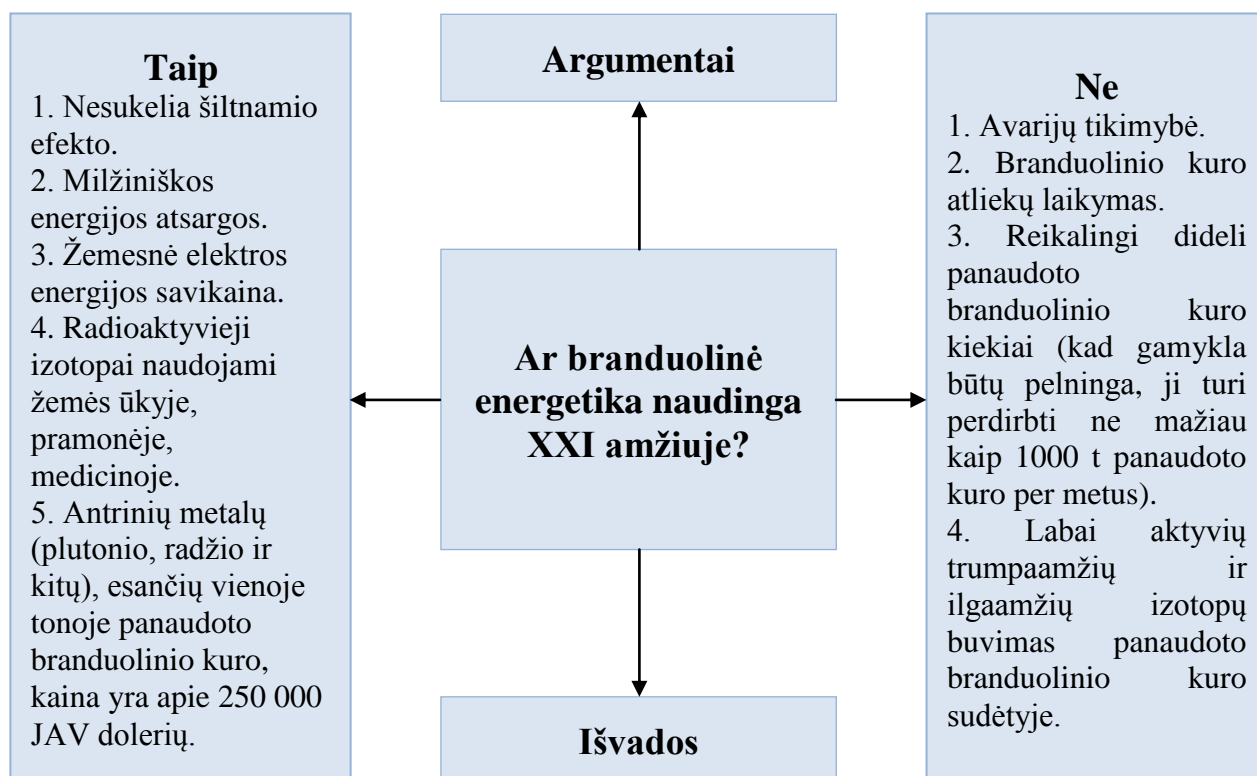 Taip
1. Nesukelia šiltnamio
efekto.
2. Milžiniškos
energijos atsargos.
3. Žemesnė elektros
energijos savikaina.
4. Radioaktyvieji
izotopai naudojami
žemės ūkyje,
pramonėje,
medicinoje.
5. Antrinių metalų
(plutonio, radžio ir
kitų), esančių vienoje
tonoje panaudoto
branduolinio kuro,
kaina yra apie 250 000
JAV dolerių.
Argumentai
Ar branduolinė
energetika naudinga
XXI amžiuje?
Išvados
Ne
1. Avarijų tikimybė.
2. Branduolinio kuro
atliekų laikymas.
3. Reikalingi dideli
panaudoto
branduolinio kuro
kiekiai (kad gamykla
būtų pelninga, ji turi
perdirbti ne mažiau
kaip 1000 t panaudoto
kuro per metus).
4. Labai aktyvių
trumpaamžių ir
ilgaamžių izotopų
buvimas panaudoto
branduolinio kuro
sudėtyje.